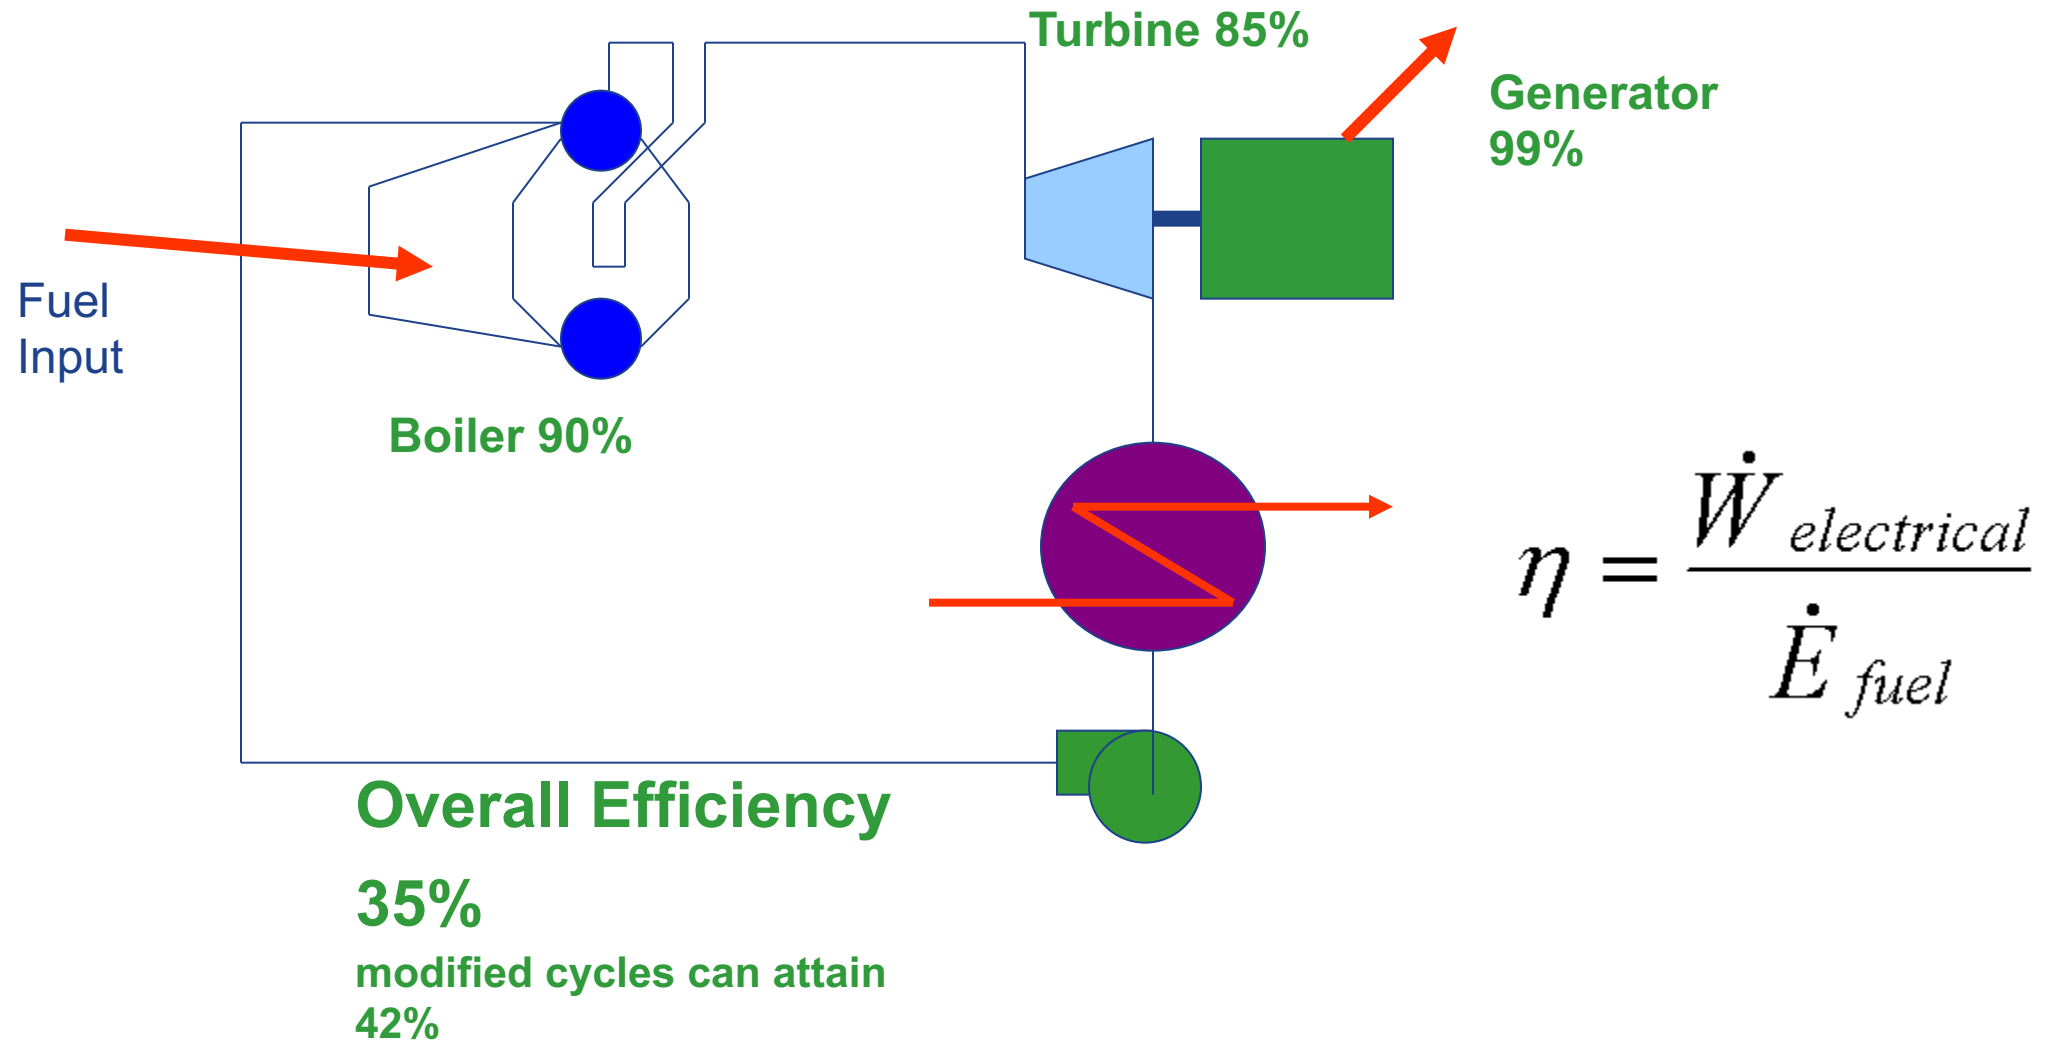 Turbine 85%
Generator
99%
Fuel
Input
Boiler 90%
η = Ẇ electrical / Ė fuel
Overall Efficiency
35%
modified cycles can attain
42%